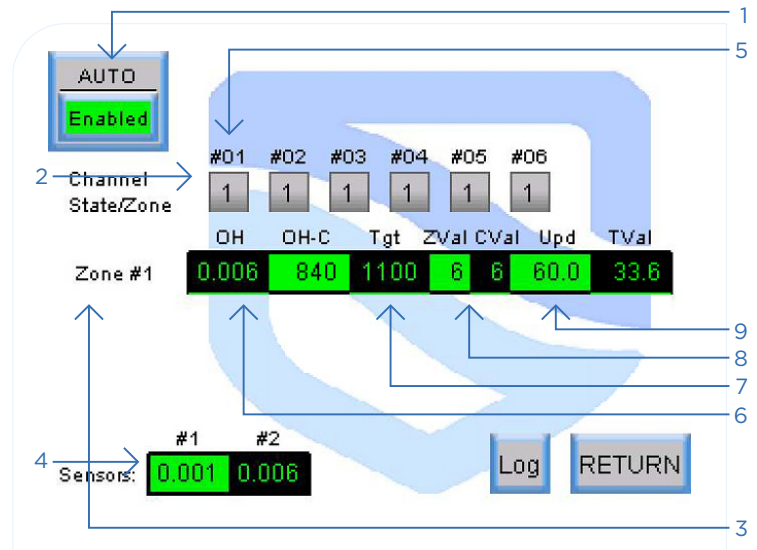 1
AUTO
Enabled
5
#01 #02 #03 #04 #05 #06
2
Channel
State/Zone
1 1 1 1 1 1
OH OH-C Tgt ZVal CVal Upd TVal
Zone #1 0.006 840 1100 6 6 60.0 33.6
9
8
7
6
#1 #2
4
Sensors: 0.001 0.006
Log RETURN
3